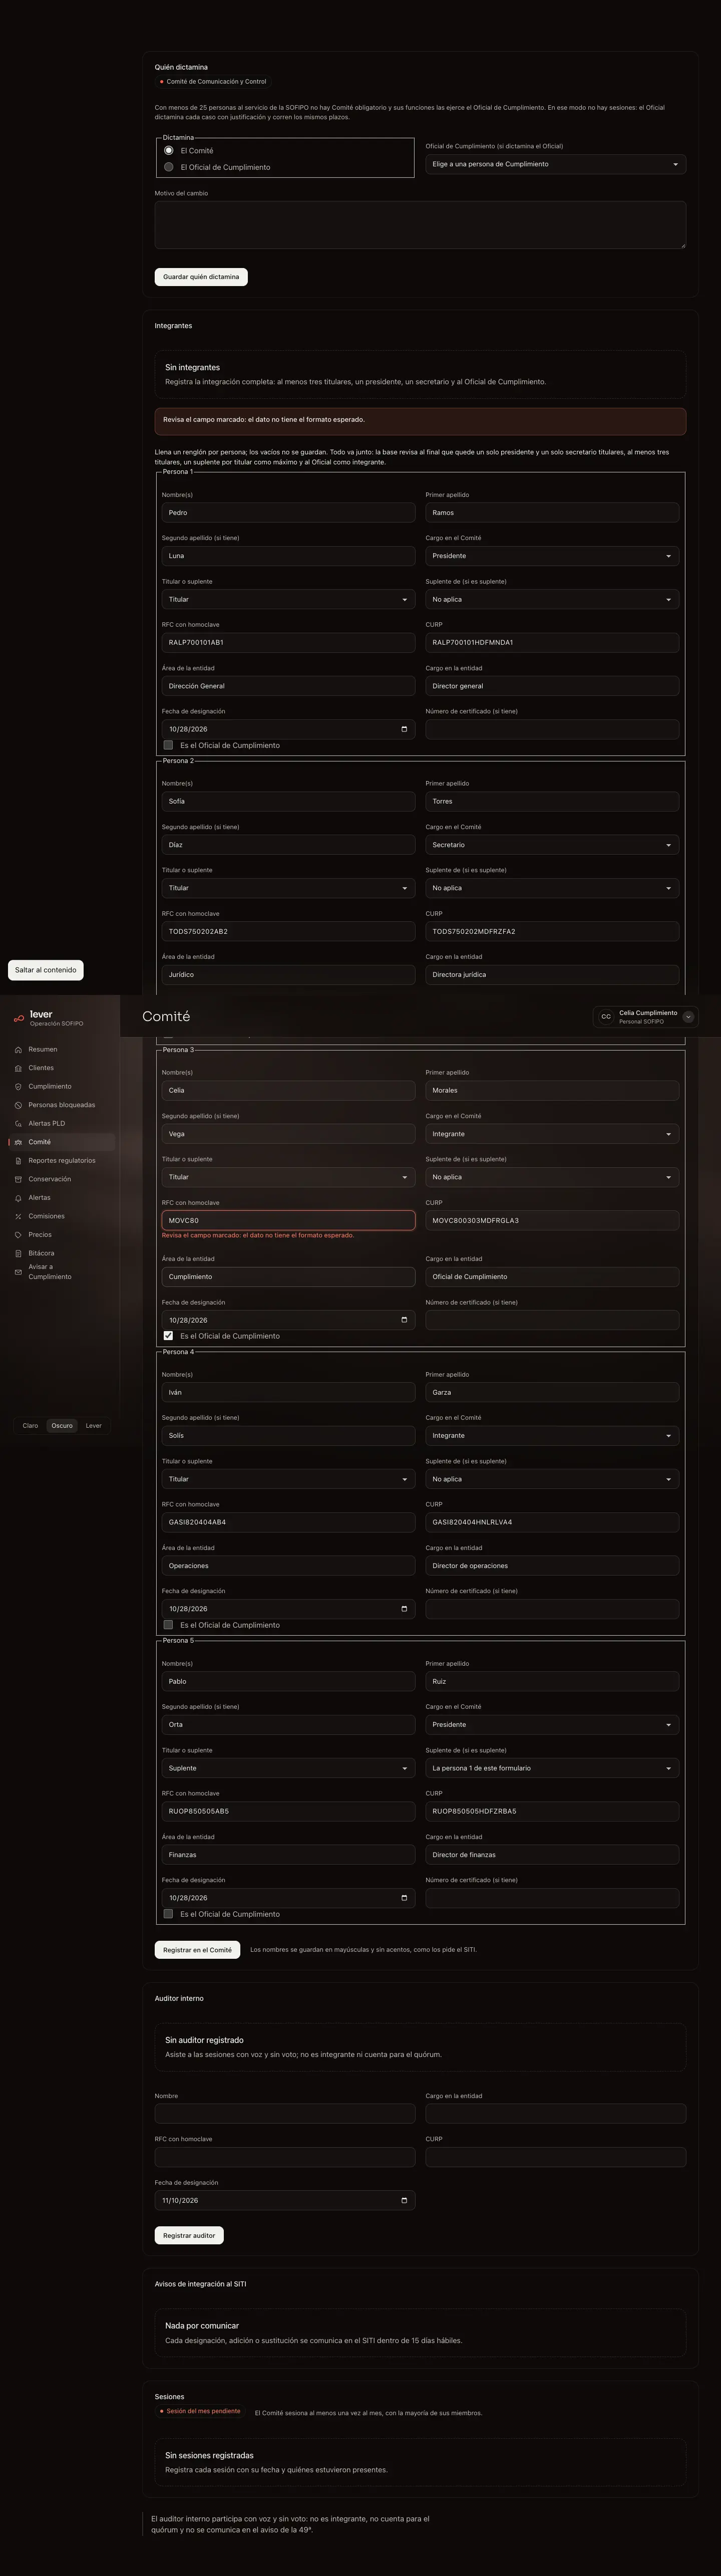 Quién dictamina
Comité de Comunicación y Control
Con menos de 25 personas al servicio de la SOFIPO no hay Comité obligatorio y sus funciones las ejerce el Oficial de Cumplimiento. En ese modo no hay sesiones: el Oficial
dictamina cada caso con justificación y corren los mismos plazos.
Dictamina
El Comité
El Oficial de Cumplimiento
Oficial de Cumplimiento (si dictamina el Oficial)
Elige a una persona de Cumplimiento
Motivo del cambio
Guardar quién dictamina
Integrantes
Sin integrantes
Registra la integración completa: al menos tres titulares, un presidente, un secretario y al Oficial de Cumplimiento.
Revisa el campo marcado: el dato no tiene el formato esperado.
Llena un renglón por persona; los vacíos no se guardan. Todo va junto: la base revisa al final que quede un solo presidente y un solo secretario titulares, al menos tres
titulares, un suplente por titular como máximo y al Oficial como integrante.
Persona 1
Nombre(s)
Primer apellido
Pedro
Ramos
Segundo apellido (si tiene)
Cargo en el Comité
Luna
Presidente
Titular o suplente
Suplente de (si es suplente)
Titular
No aplica
RFC con homoclave
CURP
RALP700101AB1
RALP700101HDFMNDA1
Área de la entidad
Cargo en la entidad
Dirección General
Director general
Fecha de designación
Número de certificado (si tiene)
10/28/2026
Es el Oficial de Cumplimiento
Persona 2
Nombre(s)
Primer apellido
Sofía
Torres
Segundo apellido (si tiene)
Cargo en el Comité
Díaz
Secretario
Titular o suplente
Suplente de (si es suplente)
Titular
No aplica
RFC con homoclave
CURP
TODS750202AB2
TODS750202MDFRZFA2
Área de la entidad
Cargo en la entidad
Jurídico
Directora jurídica
Saltar al contenido
lever
Operación SOFIPO
Comité
CC
Celia Cumplimiento
Personal SOFIPO
Resumen
Clientes
Cumplimiento
Personas bloqueadas
Alertas PLD
Comité
Reportes regulatorios
Conservación
Alertas
Comisiones
Precios
Bitácora
Avisar a
Cumplimiento
Claro
Oscuro
Lever
Persona 3
Nombre(s)
Primer apellido
Celia
Morales
Segundo apellido (si tiene)
Cargo en el Comité
Vega
Integrante
Titular o suplente
Suplente de (si es suplente)
Titular
No aplica
RFC con homoclave
CURP
MOVC80
MOVC800303MDFRGLA3
Revisa el campo marcado: el dato no tiene el formato esperado.
Área de la entidad
Cargo en la entidad
Cumplimiento
Oficial de Cumplimiento
Fecha de designación
Número de certificado (si tiene)
10/28/2026
Es el Oficial de Cumplimiento
Persona 4
Nombre(s)
Primer apellido
Iván
Garza
Segundo apellido (si tiene)
Cargo en el Comité
Solís
Integrante
Titular o suplente
Suplente de (si es suplente)
Titular
No aplica
RFC con homoclave
CURP
GASI820404AB4
GASI820404HNLRLVA4
Área de la entidad
Cargo en la entidad
Operaciones
Director de operaciones
Fecha de designación
Número de certificado (si tiene)
10/28/2026
Es el Oficial de Cumplimiento
Persona 5
Nombre(s)
Primer apellido
Pablo
Ruiz
Segundo apellido (si tiene)
Cargo en el Comité
Orta
Presidente
Titular o suplente
Suplente de (si es suplente)
Suplente
La persona 1 de este formulario
RFC con homoclave
CURP
RUOP850505AB5
RUOP850505HDFZRBA5
Área de la entidad
Cargo en la entidad
Finanzas
Director de finanzas
Fecha de designación
Número de certificado (si tiene)
10/28/2026
Es el Oficial de Cumplimiento
Registrar en el Comité
Los nombres se guardan en mayúsculas y sin acentos, como los pide el SITI.
Auditor interno
Sin auditor registrado
Asiste a las sesiones con voz y sin voto; no es integrante ni cuenta para el quórum.
Nombre
Cargo en la entidad
RFC con homoclave
CURP
Fecha de designación
11/10/2026
Registrar auditor
Avisos de integración al SITI
Nada por comunicar
Cada designación, adición o sustitución se comunica en el SITI dentro de 15 días hábiles.
Sesiones
Sesión del mes pendiente
El Comité sesiona al menos una vez al mes, con la mayoría de sus miembros.
Sin sesiones registradas
Registra cada sesión con su fecha y quiénes estuvieron presentes.
El auditor interno participa con voz y sin voto: no es integrante, no cuenta para el
quórum y no se comunica en el aviso de la 49ª.